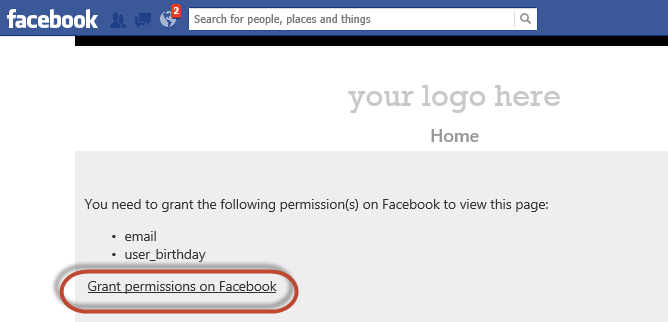 facebook
2
Search for people, places and things
your logo here
Home
You need to grant the following permission(s) on Facebook to view this page:
• email
• user_birthday
Grant permissions on Facebook